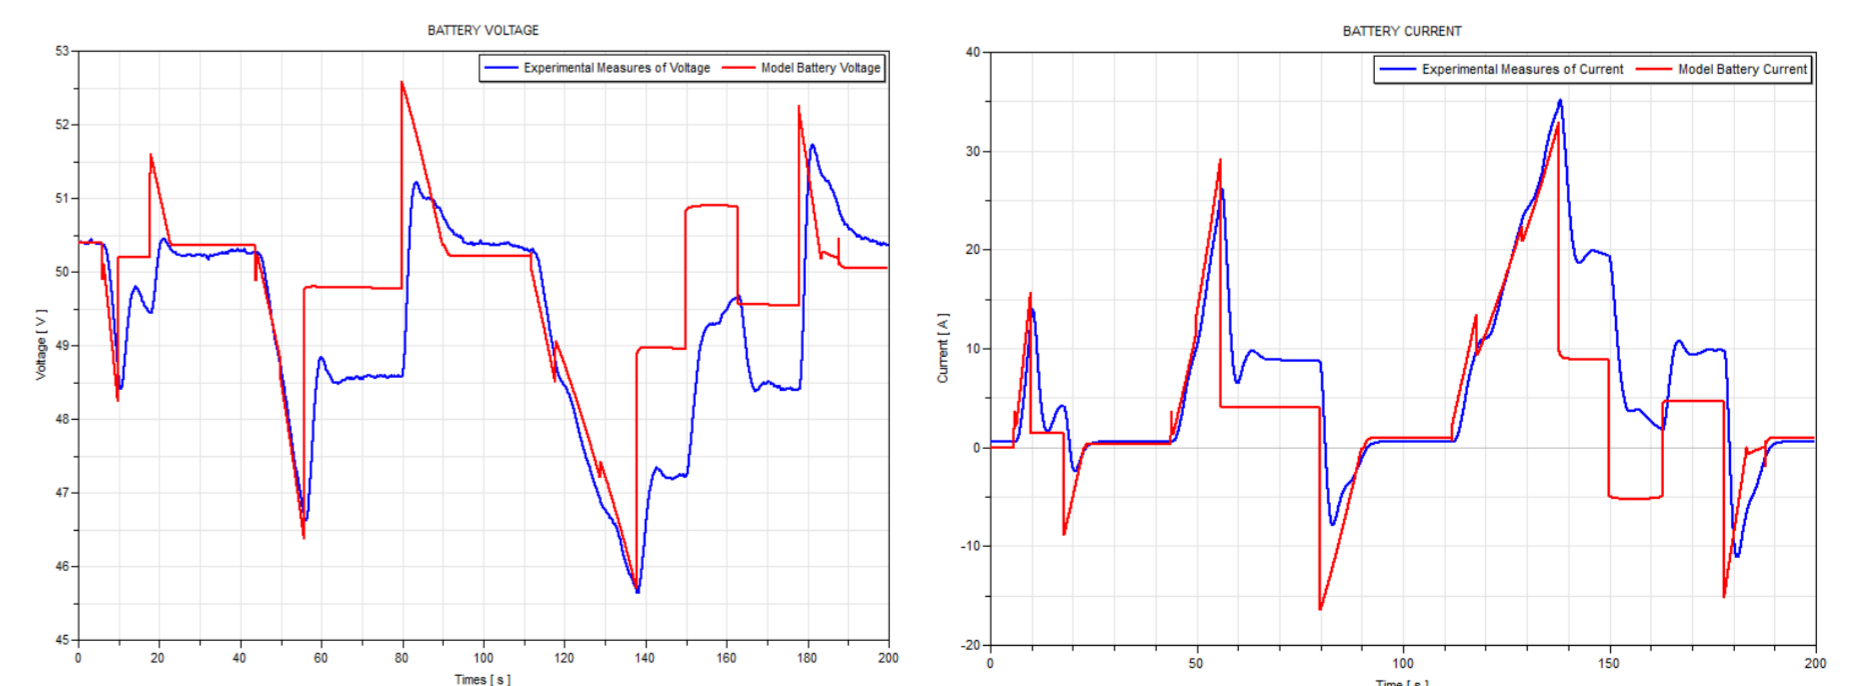 BATTERY VOLTAGE
Experimental Measures of Voltage Model Battery Voltage
53
52
51
50
49
48
47
46
45
Voltage [ V ]
0 20 40 60 80 100 120 140 160 180 200
Times [ s ]
BATTERY CURRENT
Experimental Measures of Current Model Battery Current
40
30
20
10
0
-10
-20
Current [ A ]
0 50 100 150 200
Time [ s ]